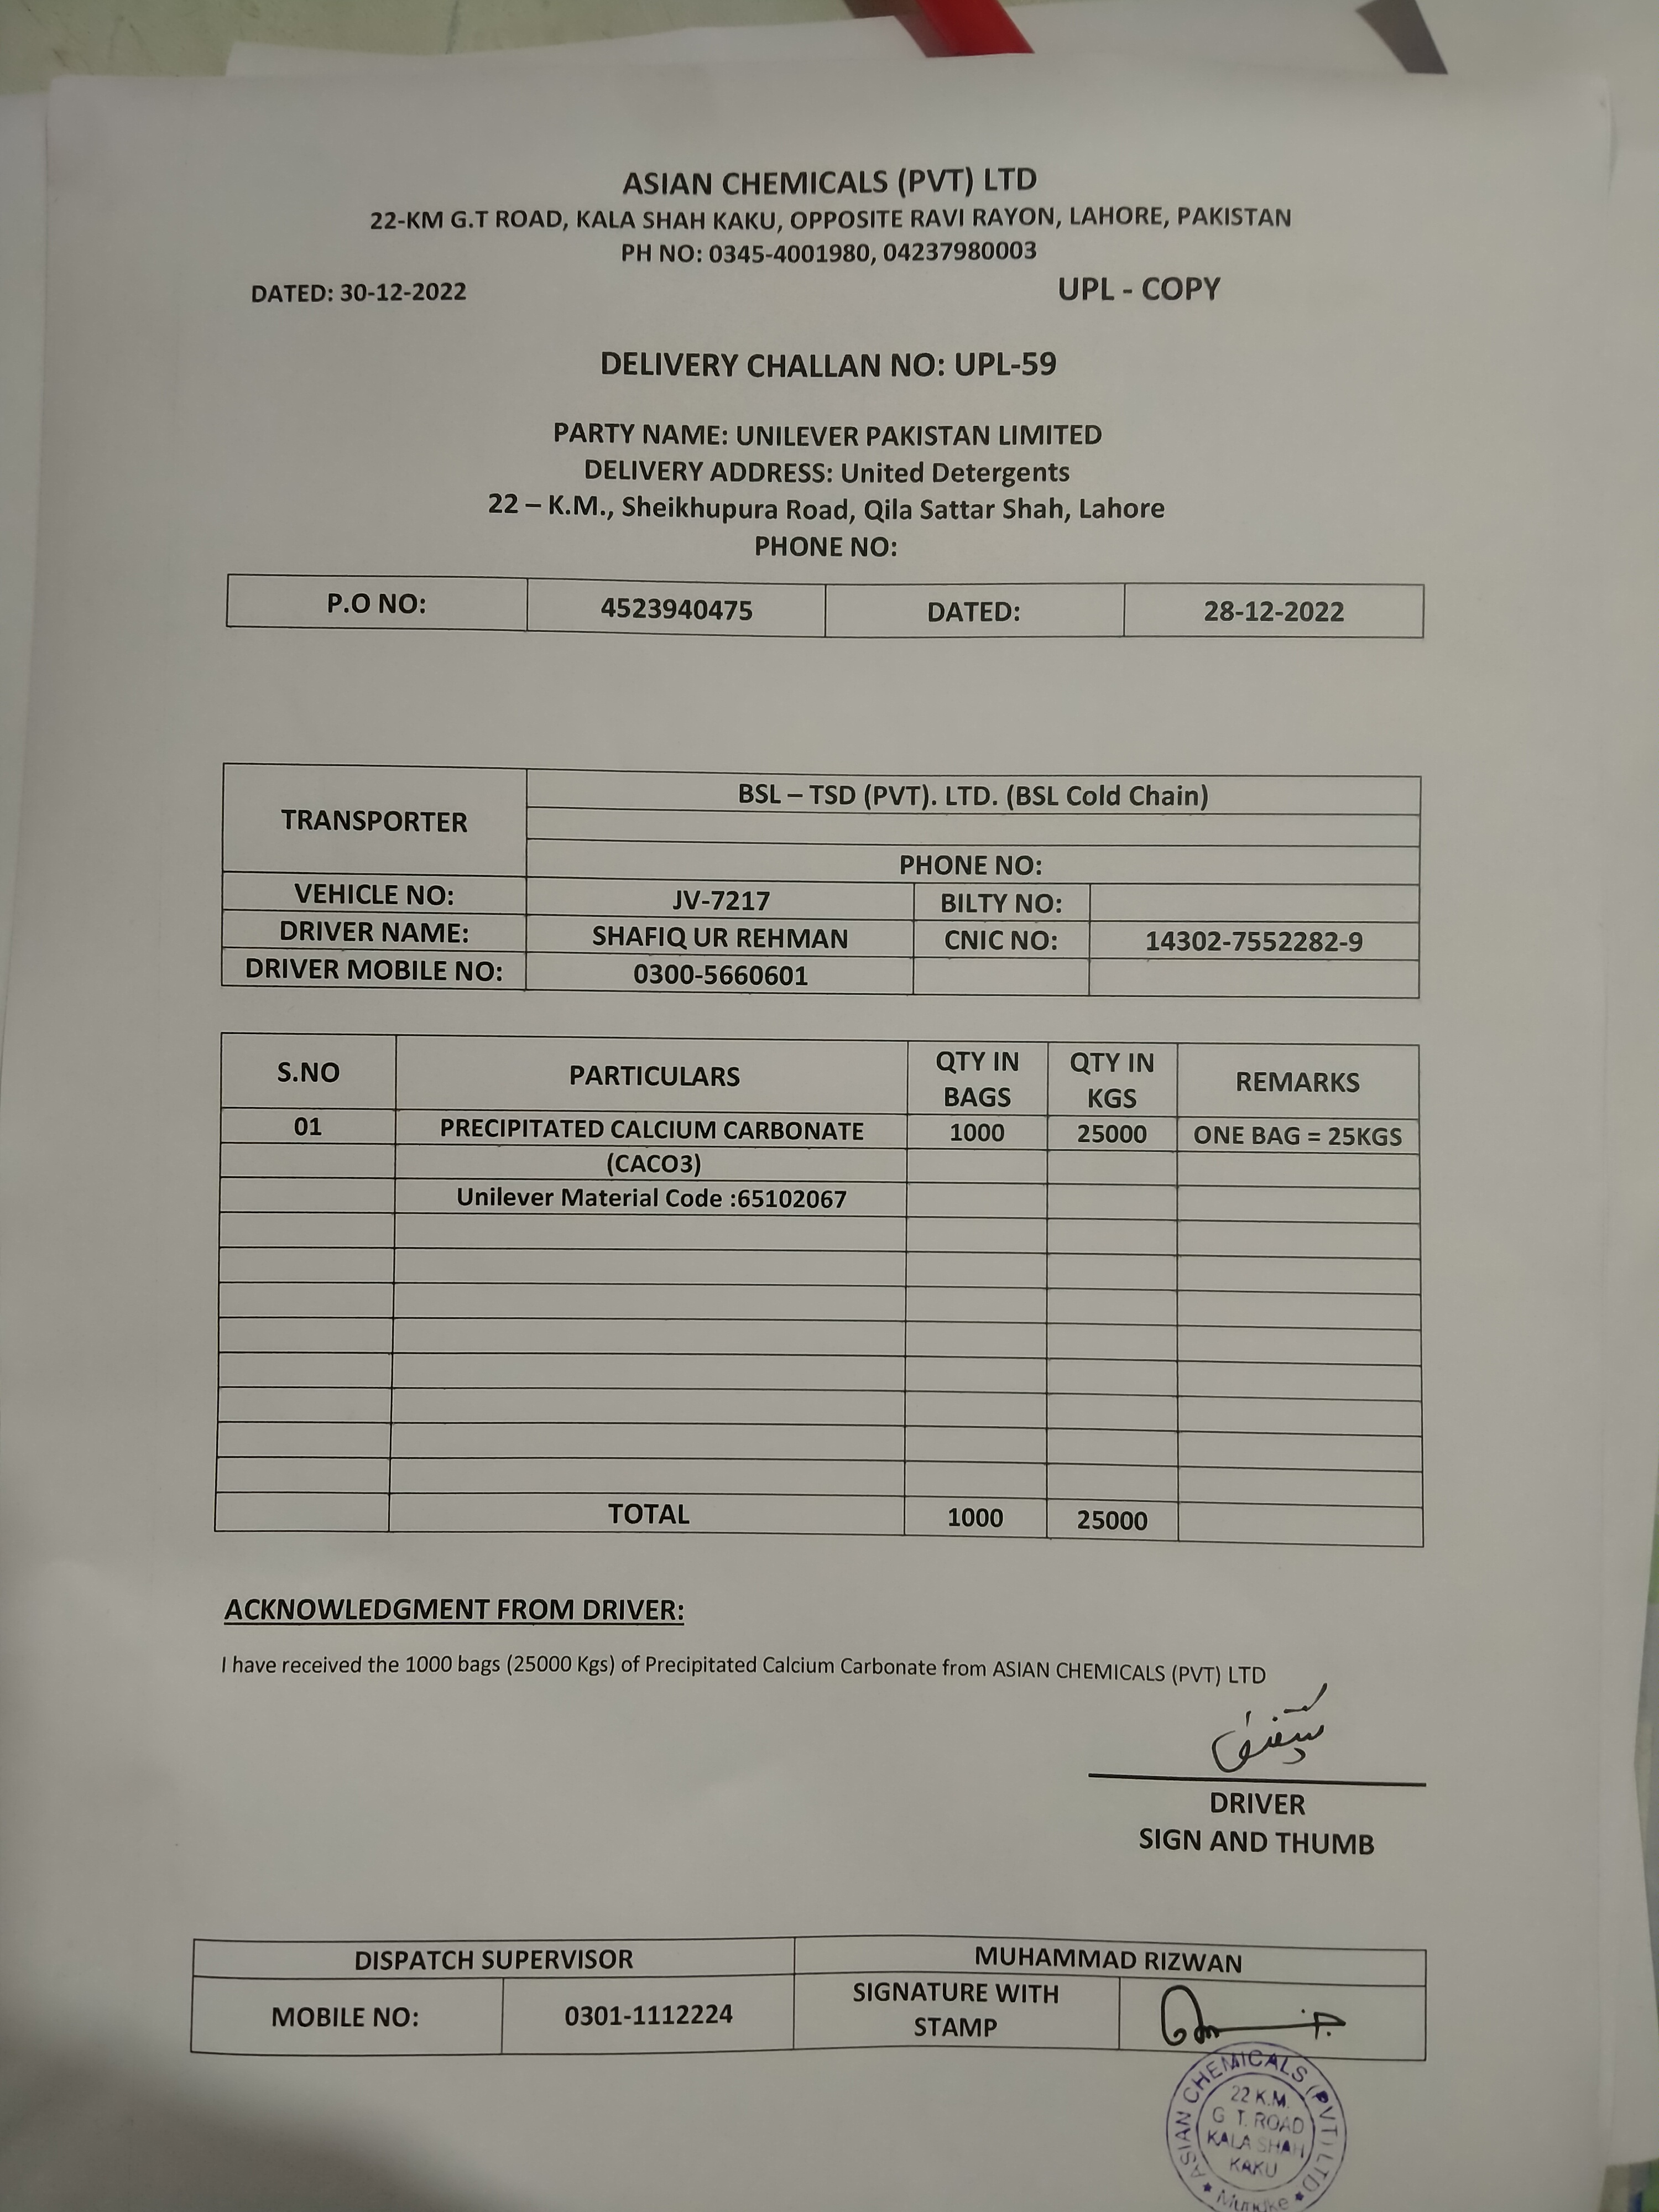 ASIAN CHEMICALS (PVT) LTD
22-KM G.T ROAD, KALA SHAH KAKU, OPPOSITE RAVI RAYON, LAHORE, PAKISTAN
PH NO: 0345-4001980, 04237980003
DATED: 30-12-2022 UPL - COPY
DELIVERY CHALLAN NO: UPL-59
PARTY NAME: UNILEVER PAKISTAN LIMITED
DELIVERY ADDRESS: United Detergents
22 – K.M., Sheikhupura Road, Qila Sattar Shah, Lahore
PHONE NO:
P.O NO: 4523940475 DATED: 28-12-2022
TRANSPORTER BSL – TSD (PVT). LTD. (BSL Cold Chain)
PHONE NO:
VEHICLE NO: JV-7217 BILTY NO:
DRIVER NAME: SHAFIQ UR REHMAN CNIC NO: 14302-7552282-9
DRIVER MOBILE NO: 0300-5660601
S.NO PARTICULARS QTY IN BAGS QTY IN KGS REMARKS
01 PRECIPITATED CALCIUM CARBONATE 1000 25000 ONE BAG = 25KGS
(CACO3)
Unilever Material Code :65102067
TOTAL 1000 25000
ACKNOWLEDGMENT FROM DRIVER:
I have received the 1000 bags (25000 Kgs) of Precipitated Calcium Carbonate from ASIAN CHEMICALS (PVT) LTD
DRIVER
SIGN AND THUMB
DISPATCH SUPERVISOR MUHAMMAD RIZWAN
MOBILE NO: 0301-1112224 SIGNATURE WITH STAMP
ASIAN CHEMICALS (PVT) LTD
22 K.M.
G T. ROAD
KALA SHAH
KAKU